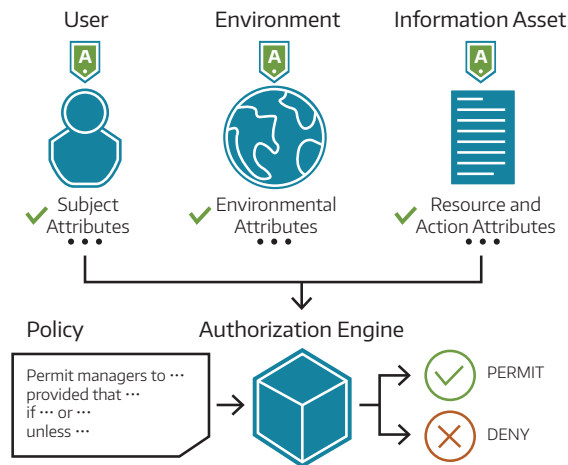 User
Environment
Information Asset
A
A
A
Subject
Attributes
Environmental
Attributes
Resource and
Action Attributes
Policy
Authorization Engine
Permit managers to ···
provided that ···
if ··· or ···
unless ···
PERMIT
DENY